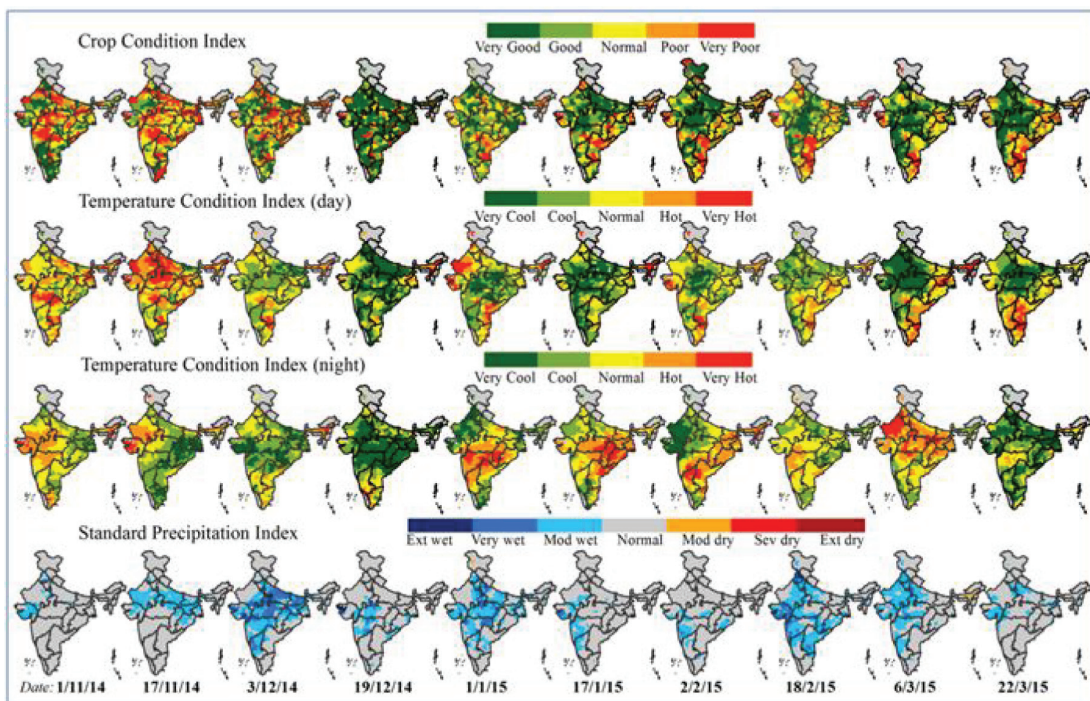 Crop Condition Index
Very Good Good Normal Poor Very Poor
Temperature Condition Index (day)
Very Cool Cool Normal Hot Very Hot
Temperature Condition Index (night)
Very Cool Cool Normal Hot Very Hot
Standard Precipitation Index
Ext wet Very wet Mod wet Normal Mod dry Sev dry Ext dry
Date: 1/11/14 17/11/14 3/12/14 19/12/14 1/1/15 17/1/15 2/2/15 18/2/15 6/3/15 22/3/15